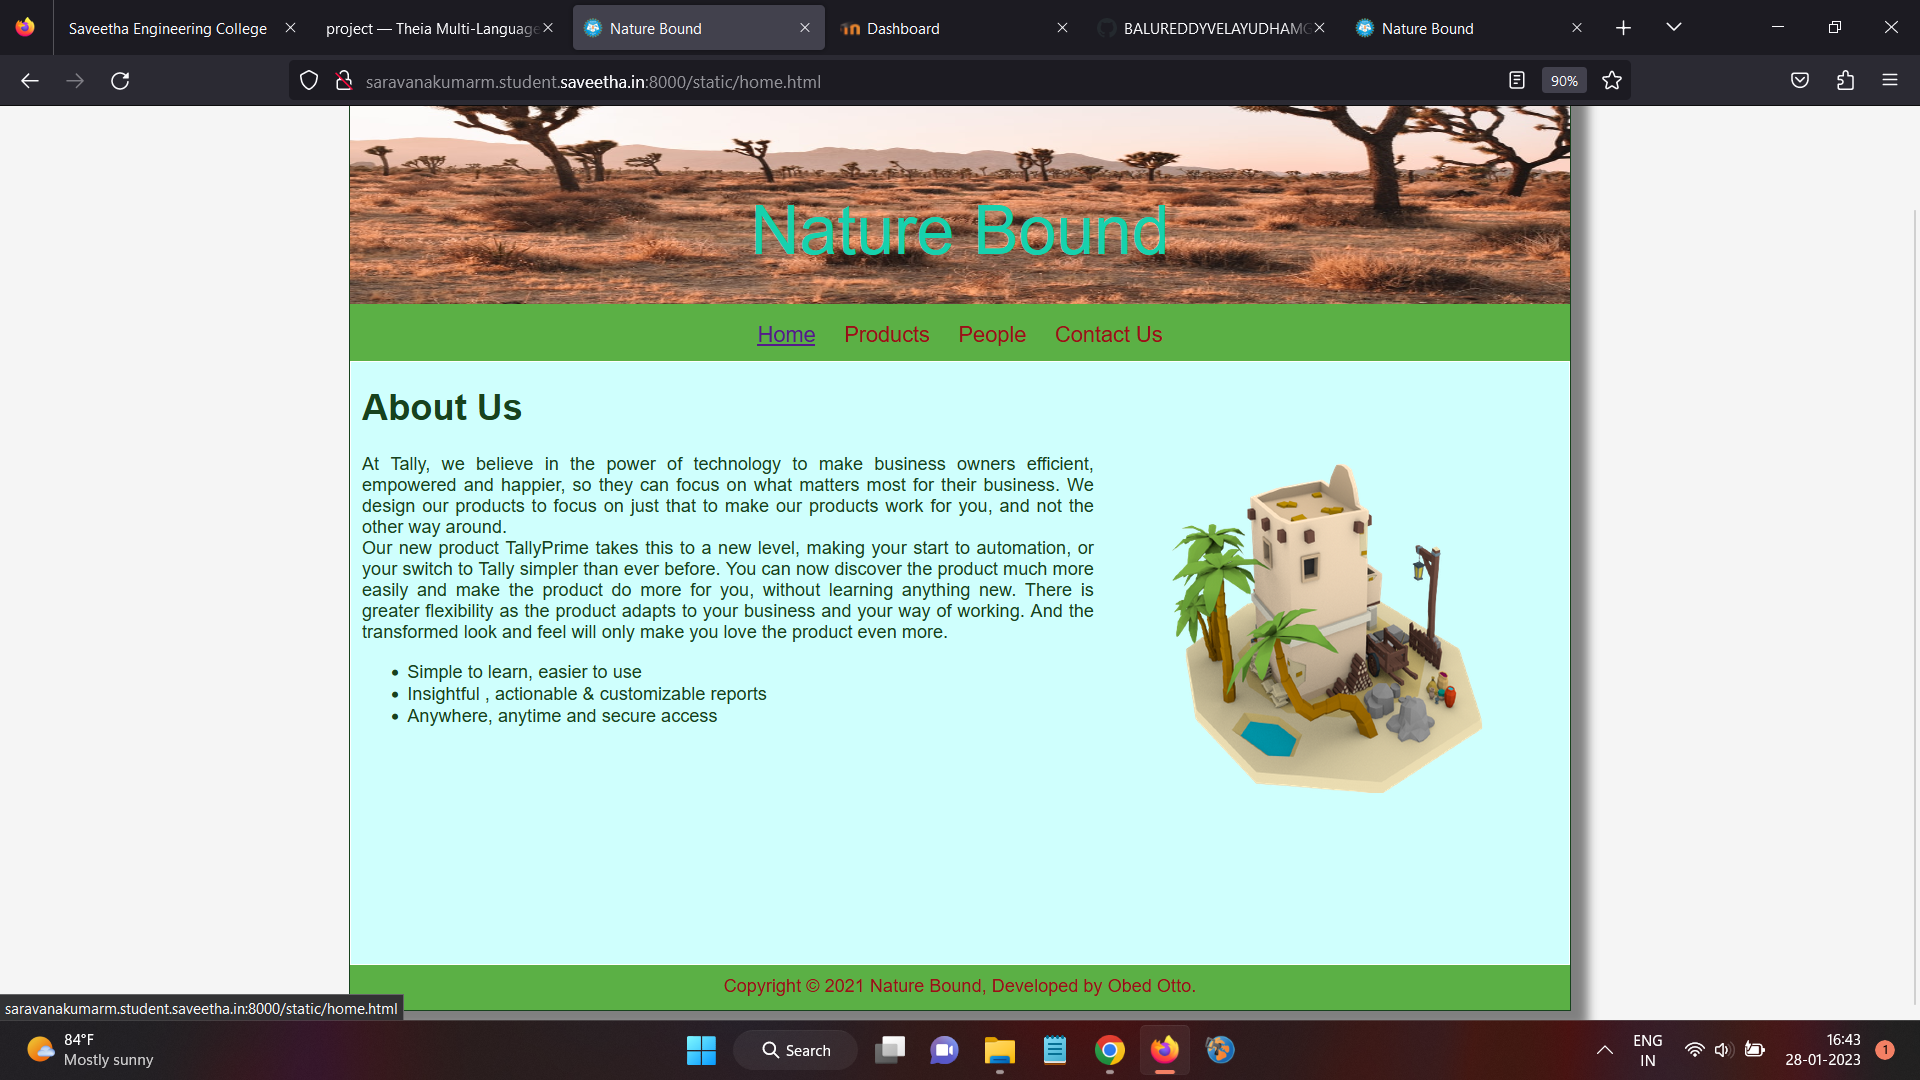 Saveetha Engineering College
project — Theia Multi-Language
Nature Bound
Dashboard
BALUREDDYVELAYUDHAMG
Nature Bound
saravanakumarm.student.saveetha.in:8000/static/home.html
90%
Nature Bound
Home Products People Contact Us
About Us
At Tally, we believe in the power of technology to make business owners efficient,
empowered and happier, so they can focus on what matters most for their business. We
design our products to focus on just that to make our products work for you, and not the
other way around.
Our new product TallyPrime takes this to a new level, making your start to automation, or
your switch to Tally simpler than ever before. You can now discover the product much more
easily and make the product do more for you, without learning anything new. There is
greater flexibility as the product adapts to your business and your way of working. And the
transformed look and feel will only make you love the product even more.
• Simple to learn, easier to use
• Insightful , actionable & customizable reports
• Anywhere, anytime and secure access
Copyright © 2021 Nature Bound, Developed by Obed Otto.
saravanakumarm.student.saveetha.in:8000/static/home.html
84°F
Mostly sunny
Search
ENG
IN
16:43
28-01-2023
1